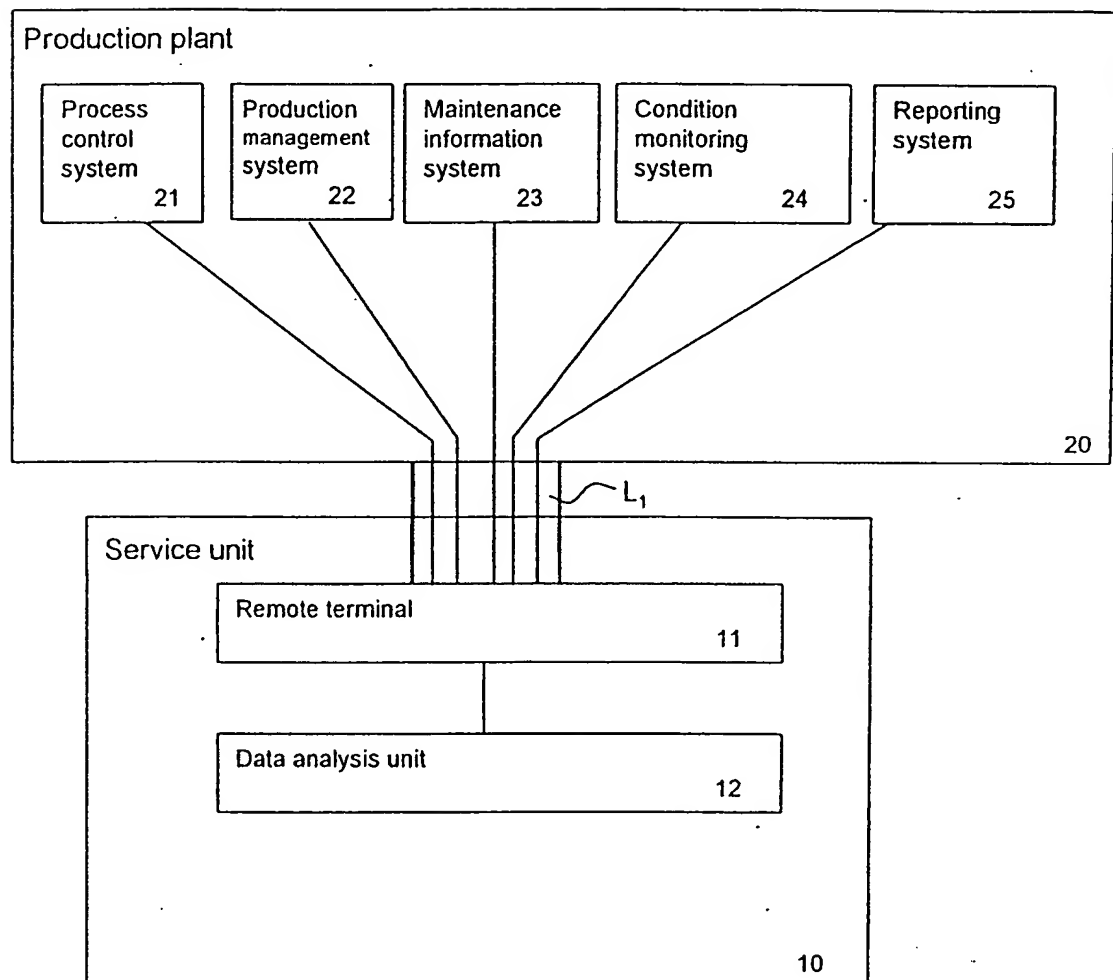 Production plant
Process
control
system
21
Production
management
system
22
Maintenance
information
system
23
Condition
monitoring
system
24
Reporting
system
25
20
L1
Service unit
Remote terminal
11
Data analysis unit
12
10